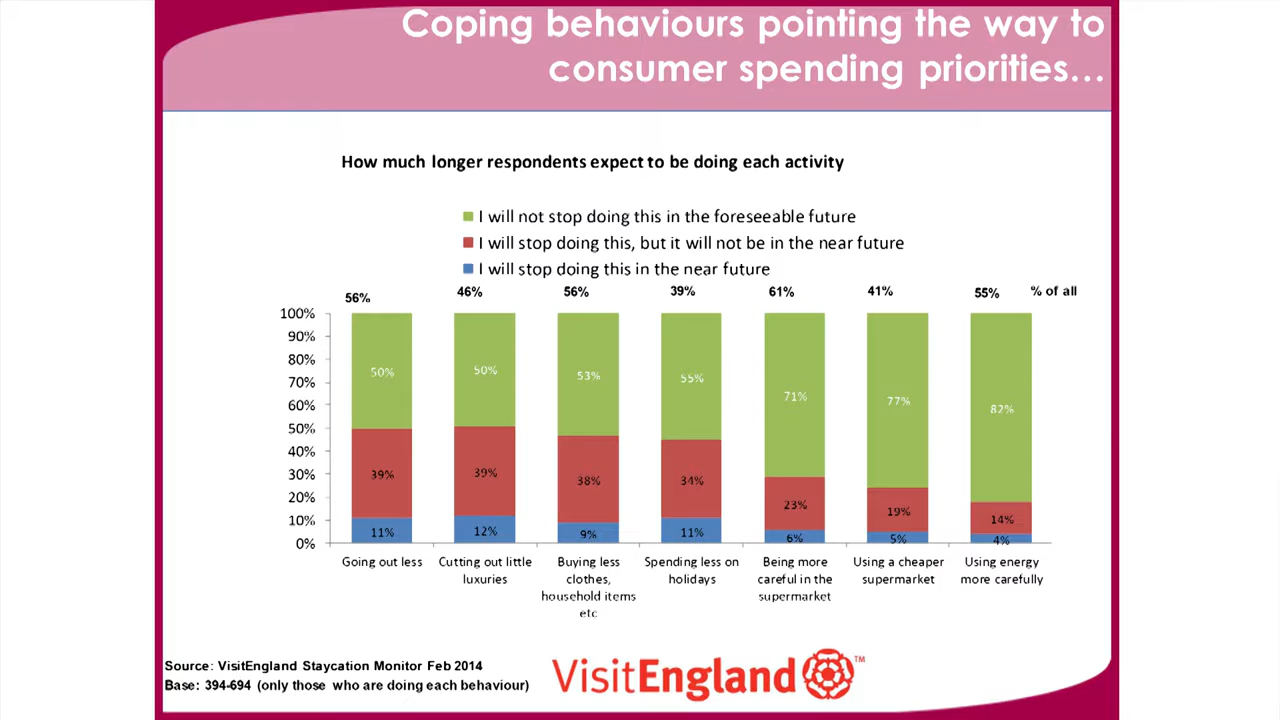 Coping behaviours pointing the way to
consumer spending priorities...
How much longer respondents expect to be doing each activity
I will not stop doing this in the foreseeable future
I will stop doing this, but it will not be in the near future
I will stop doing this in the near future
56% 46% 56% 39% 61% 41% 55% % of all
100%
90%
80%
70%
60%
50%
40%
30%
20%
10%
0%
50% 50% 53% 55% 71% 77% 82%
39% 39% 38% 34% 23% 19% 14%
11% 12% 9% 11% 6% 5% 4%
Going out less
Cutting out little
luxuries
Buying less
clothes,
household items
etc
Spending less on
holidays
Being more
careful in the
supermarket
Using a cheaper
supermarket
Using energy
more carefully
Source: VisitEngland Staycation Monitor Feb 2014
Base: 394-694 (only those who are doing each behaviour)
VisitEngland TM